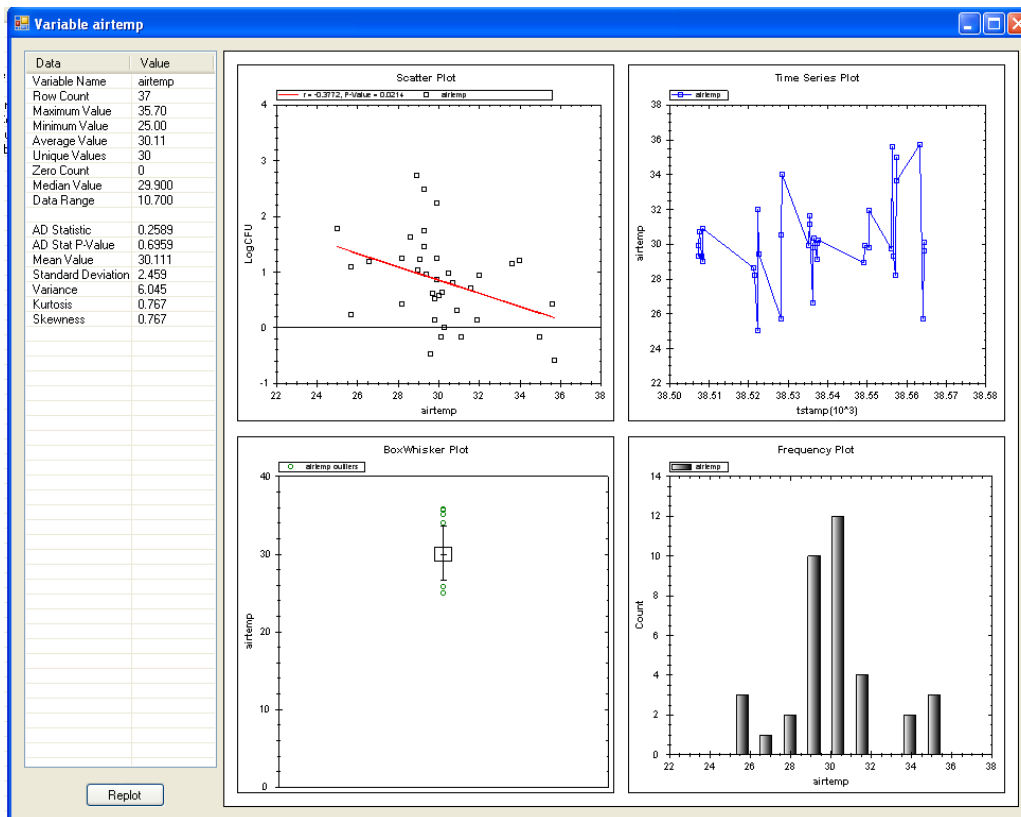 Variable airtemp
Data Value
Variable Name airtemp
Row Count 37
Maximum Value 35.70
Minimum Value 25.00
Average Value 30.11
Unique Values 30
Zero Count 0
Median Value 29.900
Data Range 10.700
AD Statistic 0.2589
AD Stat P-Value 0.6959
Mean Value 30.111
Standard Deviation 2.459
Variance 6.045
Kurtosis 0.767
Skewness 0.767
Replot
Scatter Plot
r = -0.3772, P-Value = 0.0214 airtemp
LogCFU
4
3
2
1
0
-1
22 24 26 28 30 32 34 36 38
airtemp
Time Series Plot
airtemp
airtemp
38
36
34
32
30
28
26
24
22
38.50 38.51 38.52 38.53 38.54 38.55 38.56 38.57 38.58
tstamp(10^3)
BoxWhisker Plot
airtemp outliers
airtemp
40
30
20
10
0
Frequency Plot
airtemp
Count
14
12
10
8
6
4
2
0
22 24 26 28 30 32 34 36 38
airtemp